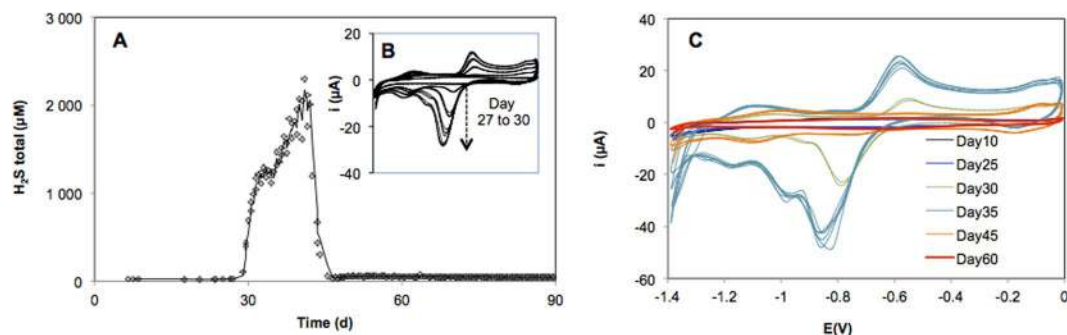 A
H₂S total (µM)
3 000
2 000
1 000
0
0
30
60
90
Time (d)
B
i (µA)
20
0
-20
-40
Day
27 to 30
C
i (µA)
40
20
0
-20
-40
-60
-1.4
-1.2
-1
-0.8
-0.6
-0.4
-0.2
0
E(V)
Day10
Day25
Day30
Day35
Day45
Day60